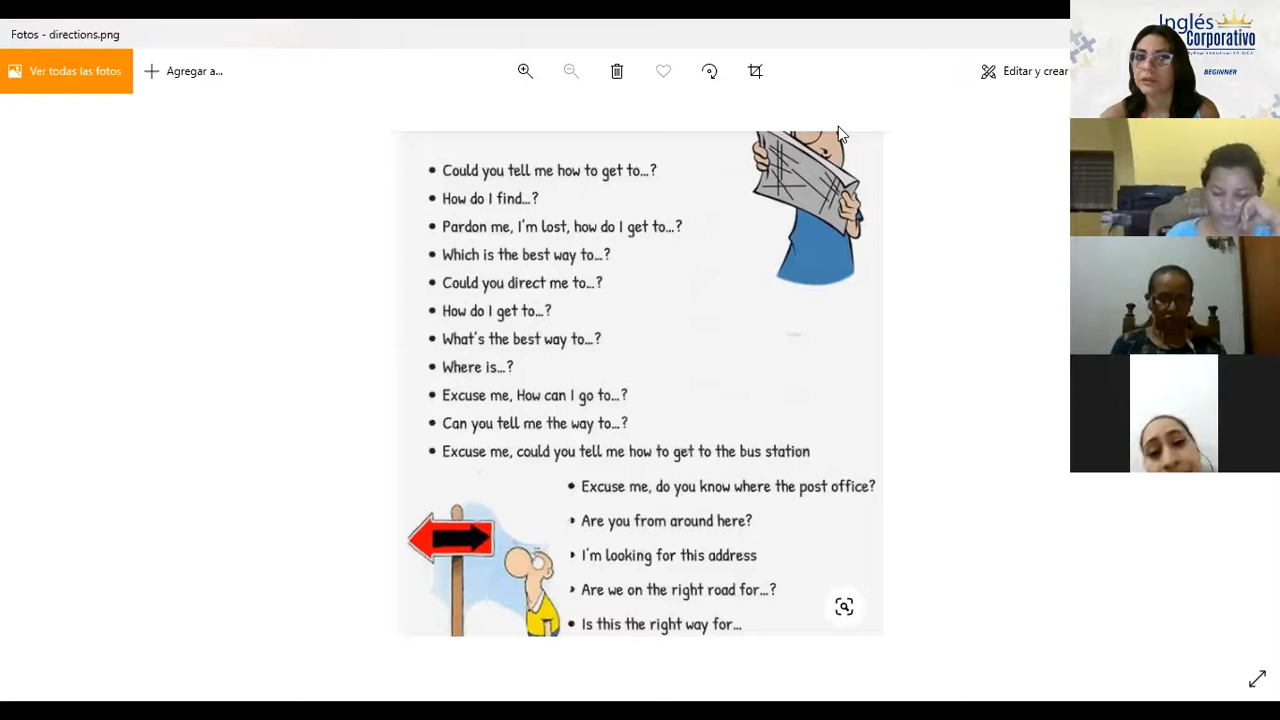 Fotos - directions.png
Inglés
Corporativo
BEGINNER
Ver todas las fotos
Agregar a...
Editar y crear
• Could you tell me how to get to...?
• How do I find...?
• Pardon me, I'm lost, how do I get to...?
• Which is the best way to...?
• Could you direct me to...?
• How do I get to...?
• What's the best way to...?
• Where is...?
• Excuse me, How can I go to...?
• Can you tell me the way to...?
• Excuse me, could you tell me how to get to the bus station
• Excuse me, do you know where the post office?
• Are you from around here?
• I'm looking for this address
• Are we on the right road for...?
• Is this the right way for...